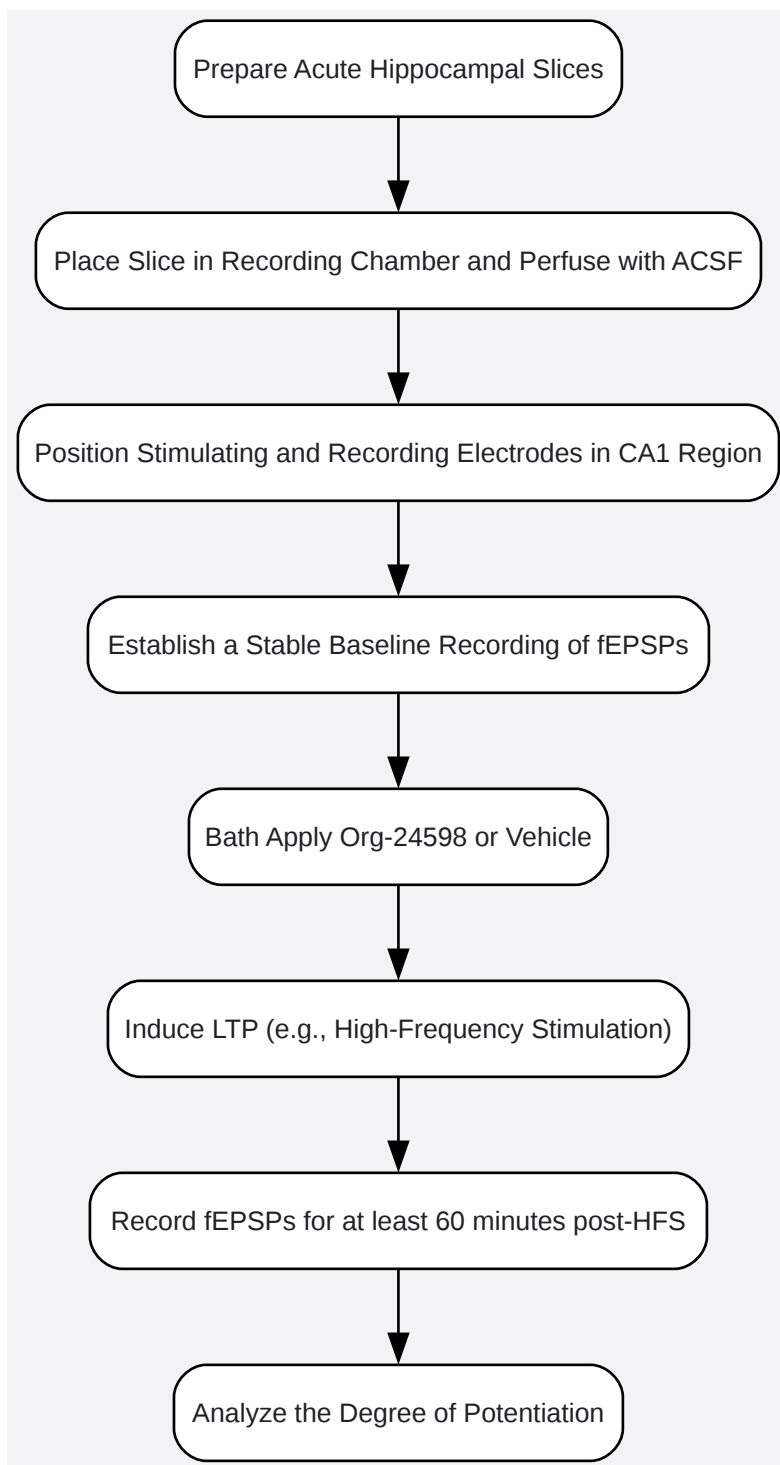 Prepare Acute Hippocampal Slices
Place Slice in Recording Chamber and Perfuse with ACSF
Position Stimulating and Recording Electrodes in CA1 Region
Establish a Stable Baseline Recording of fEPSPs
Bath Apply Org-24598 or Vehicle
Induce LTP (e.g., High-Frequency Stimulation)
Record fEPSPs for at least 60 minutes post-HFS
Analyze the Degree of Potentiation